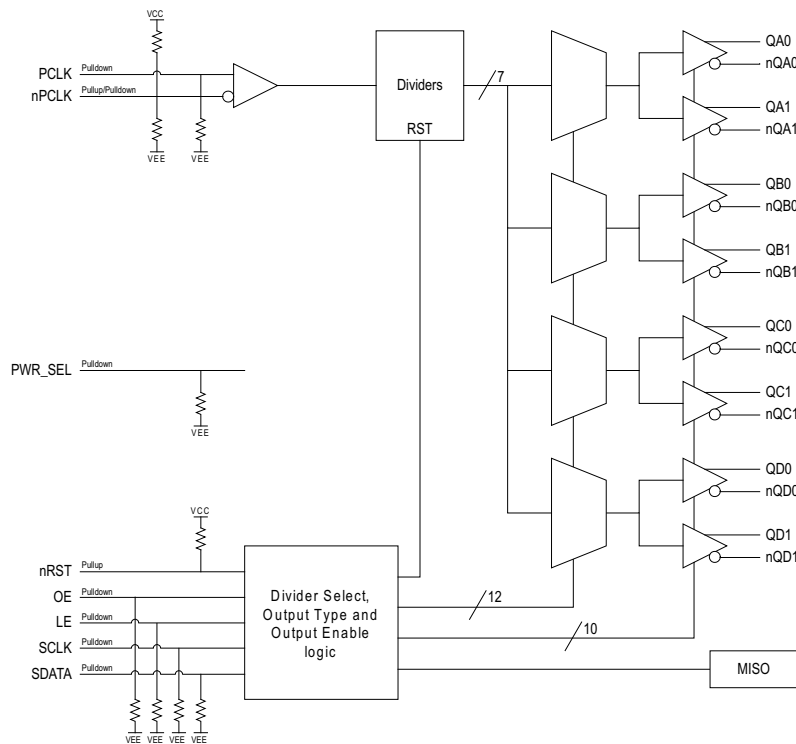 VCC
PCLK Pulldown
nPCLK Pullup/Pulldown
VEE VEE
Dividers
RST
7
QA0
nQA0
QA1
nQA1
QB0
nQB0
QB1
nQB1
PWR_SEL Pulldown
VEE
QC0
nQC0
QC1
nQC1
QD0
nQD0
QD1
nQD1
VCC
nRST Pullup
OE Pulldown
LE Pulldown
SCLK Pulldown
SDATA Pulldown
VEE VEE VEE VEE
Divider Select,
Output Type and
Output Enable
logic
12
10
MISO